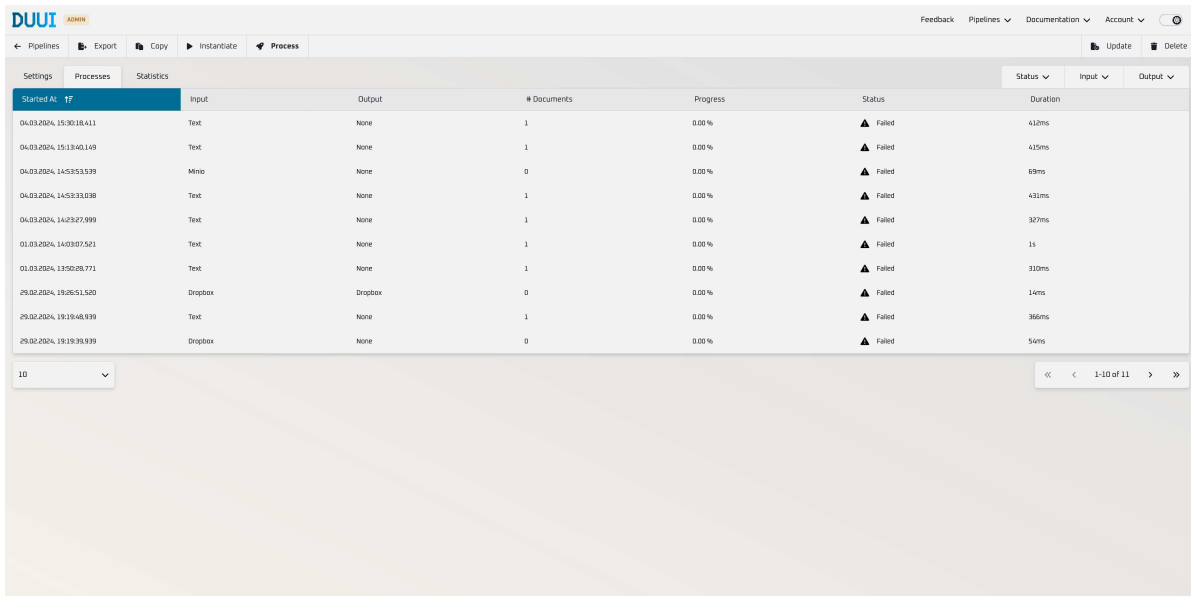 DUUI ADMIN Feedback Pipelines Documentation Account
Pipelines Export Copy Instantiate Process Update Delete
Settings Processes Statistics Status Input Output
Started At Input Output # Documents Progress Status Duration
04.03.2024, 15:30:18,411 Text None 1 0.00 % Failed 412ms
04.03.2024, 15:13:40,149 Text None 1 0.00 % Failed 415ms
04.03.2024, 14:53:53,539 Minio None 0 0.00 % Failed 69ms
04.03.2024, 14:53:33,038 Text None 1 0.00 % Failed 431ms
04.03.2024, 14:23:27,999 Text None 1 0.00 % Failed 327ms
01.03.2024, 14:03:07,521 Text None 1 0.00 % Failed 1s
01.03.2024, 13:50:28,771 Text None 1 0.00 % Failed 310ms
29.02.2024, 19:26:51,520 Dropbox Dropbox 0 0.00 % Failed 14ms
29.02.2024, 19:19:48,939 Text None 1 0.00 % Failed 366ms
29.02.2024, 19:19:39,939 Dropbox None 0 0.00 % Failed 54ms
10 1-10 of 11